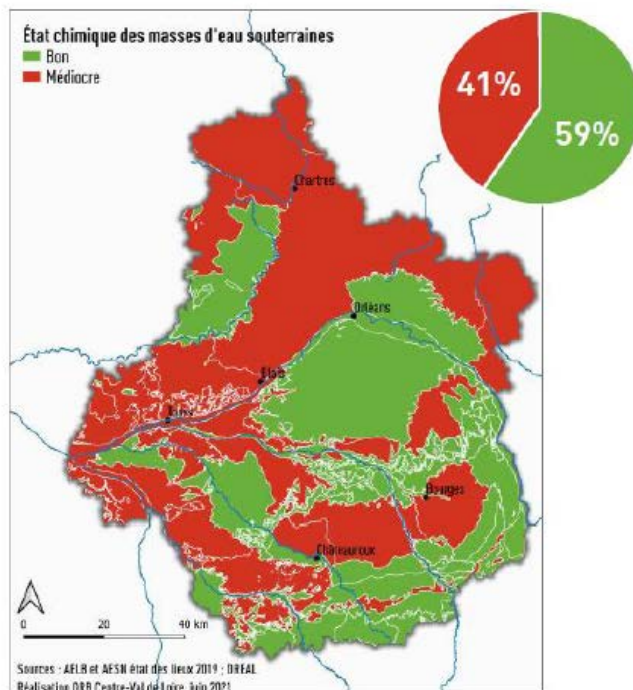 État chimique des masses d'eau souterraines
Bon
Médiocre
41%
59%
Chartres
Orléans
Blois
Tours
Bourges
Châteauroux
0 20 40 km
Sources : AELB et AESN état des lieux 2019 ; DREAL
Réalisation ORB Centre-Val de Loire, juin 2021